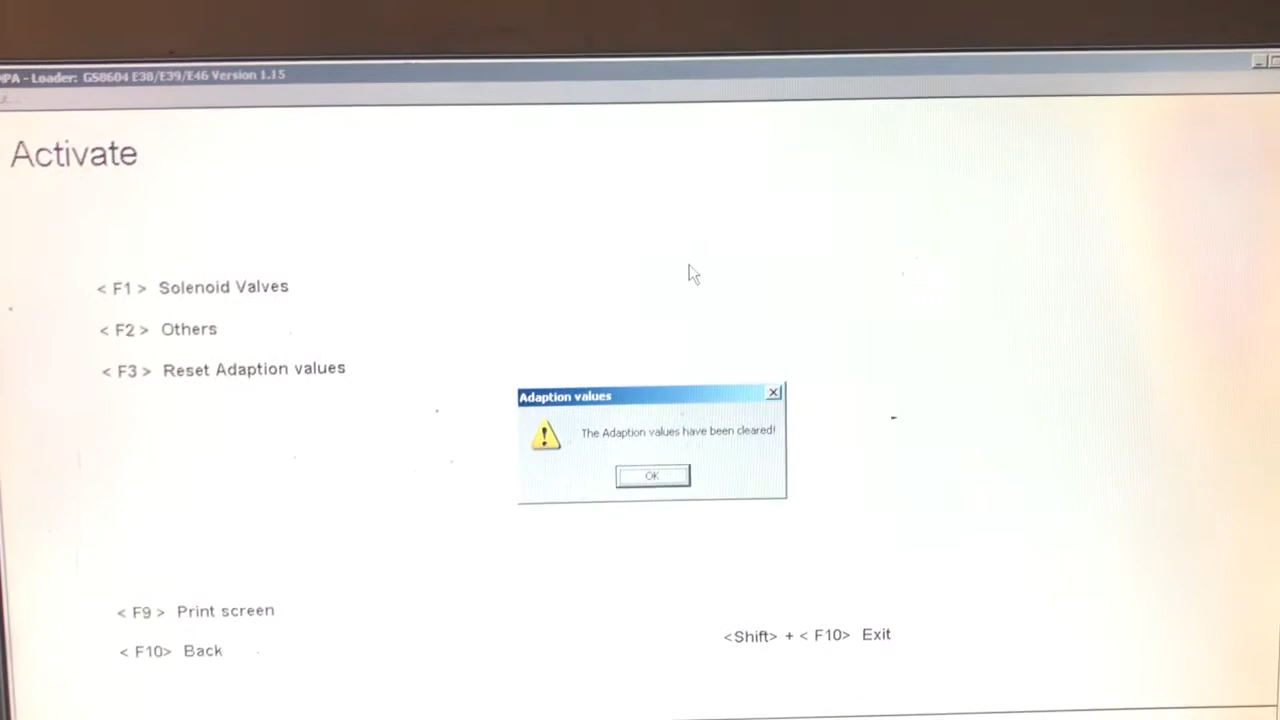 PA - Loader: GS8604 E38/E39/E46 Version 1.15
Activate
< F1 > Solenoid Valves
< F2 > Others
< F3 > Reset Adaption values
Adaption values
The Adaption values have been cleared!
OK
< F9 > Print screen
< F10> Back
<Shift> + < F10> Exit